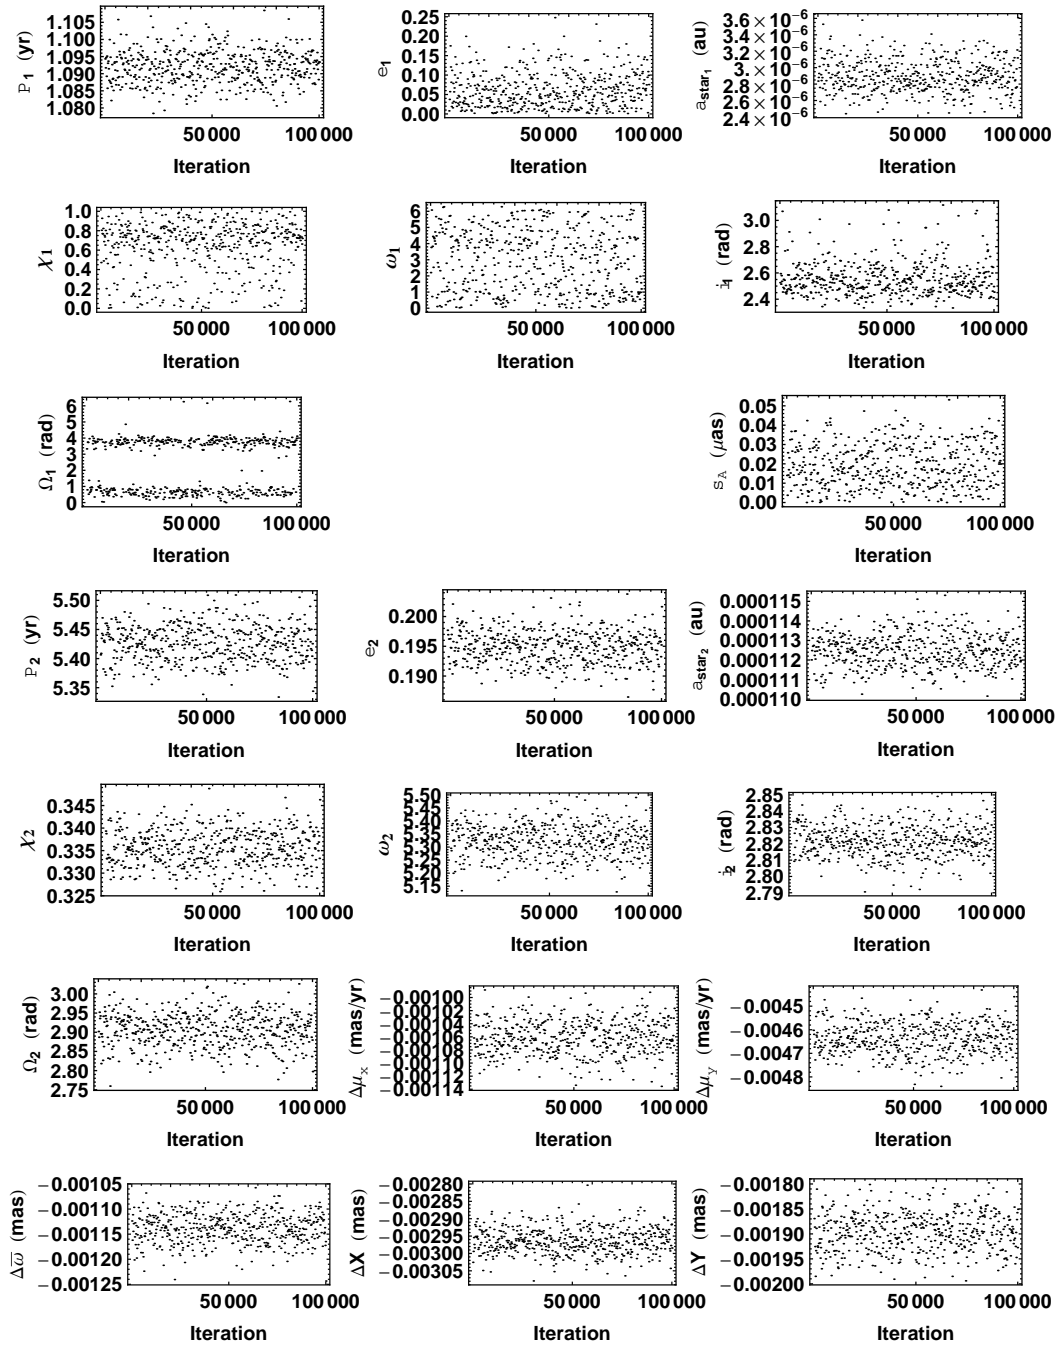 P₁ (yr)
1.105
1.100
1.095
1.090
1.085
1.080
50 000 100 000
Iteration
e₁
0.25
0.20
0.15
0.10
0.05
0.00
50 000 100 000
Iteration
a_star₁ (au)
3.6 × 10⁻⁶
3.4 × 10⁻⁶
3.2 × 10⁻⁶
3. × 10⁻⁶
2.8 × 10⁻⁶
2.6 × 10⁻⁶
2.4 × 10⁻⁶
50 000 100 000
Iteration
χ₁
1.0
0.8
0.6
0.4
0.2
0.0
50 000 100 000
Iteration
ω₁
6
5
4
3
2
1
0
50 000 100 000
Iteration
i₁ (rad)
3.0
2.8
2.6
2.4
50 000 100 000
Iteration
Ω₁ (rad)
6
5
4
3
2
1
0
50 000 100 000
Iteration
s_A (μas)
0.05
0.04
0.03
0.02
0.01
0.00
50 000 100 000
Iteration
P₂ (yr)
5.50
5.45
5.40
5.35
50 000 100 000
Iteration
e₂
0.200
0.195
0.190
50 000 100 000
Iteration
a_star₂ (au)
0.000115
0.000114
0.000113
0.000112
0.000111
0.000110
50 000 100 000
Iteration
χ₂
0.345
0.340
0.335
0.330
0.325
50 000 100 000
Iteration
ω₂
5.50
5.45
5.40
5.35
5.30
5.25
5.20
5.15
50 000 100 000
Iteration
i₂ (rad)
2.85
2.84
2.83
2.82
2.81
2.80
2.79
50 000 100 000
Iteration
Ω₂ (rad)
3.00
2.95
2.90
2.85
2.80
2.75
50 000 100 000
Iteration
Δμₓ (mas/yr)
−0.00100
−0.00102
−0.00104
−0.00106
−0.00108
−0.00110
−0.00112
−0.00114
50 000 100 000
Iteration
Δμ_y (mas/yr)
−0.0045
−0.0046
−0.0047
−0.0048
50 000 100 000
Iteration
Δϖ (mas)
−0.00105
−0.00110
−0.00115
−0.00120
−0.00125
50 000 100 000
Iteration
ΔX (mas)
−0.00280
−0.00285
−0.00290
−0.00295
−0.00300
−0.00305
50 000 100 000
Iteration
ΔY (mas)
−0.00180
−0.00185
−0.00190
−0.00195
−0.00200
50 000 100 000
Iteration